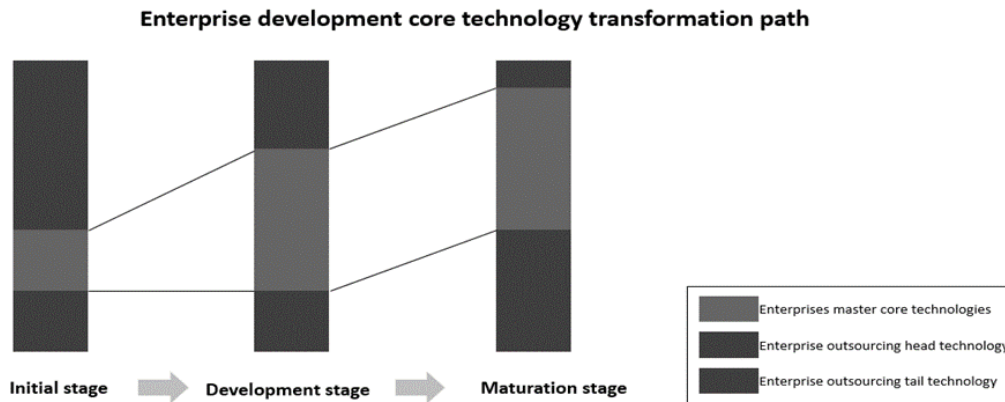 Enterprise development core technology transformation path
Enterprises master core technologies
Enterprise outsourcing head technology
Enterprise outsourcing tail technology
Initial stage
Development stage
Maturation stage